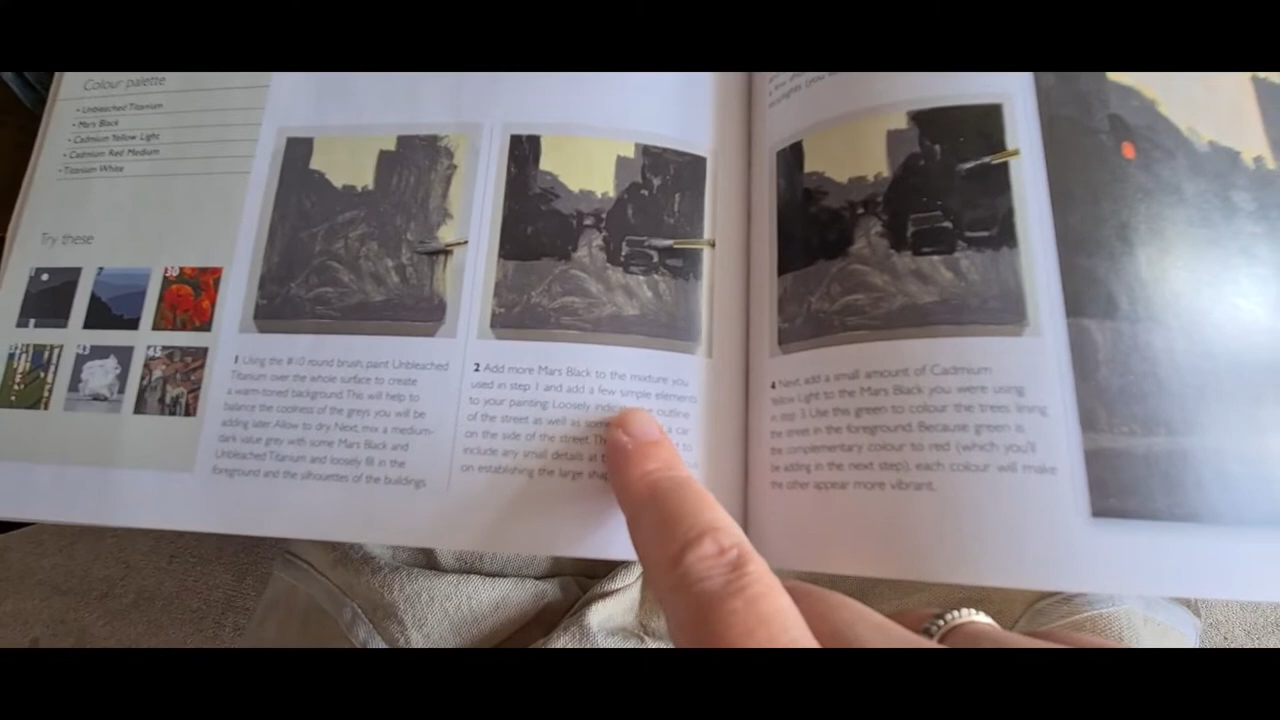 Colour palette
• Unbleached Titanium
• Mars Black
• Cadmium Yellow Light
• Cadmium Red Medium
• Titanium White
Try these
30
43
45
1 Using the #10 round brush, paint Unbleached
Titanium over the whole surface to create
a warm-toned background. This will help to
balance the coolness of the greys you will be
adding later. Allow to dry. Next, mix a medium-
dark value grey with some Mars Black and
Unbleached Titanium and loosely fill in the
foreground and the silhouettes of the buildings
2 Add more Mars Black to the mixture you
used in step 1 and add a few simple elements
to your painting. Loosely outline
of the street as well as a car
on the side of the street. to
include any small details at
on establishing the large
4 Next, add a small amount of Cadmium
Yellow Light to the Mars Black you were using
in step 3. Use this green to colour the trees lining
the street in the foreground. Because green is
the complementary colour to red (which you'll
be adding in the next step), each colour will make
the other appear more vibrant.